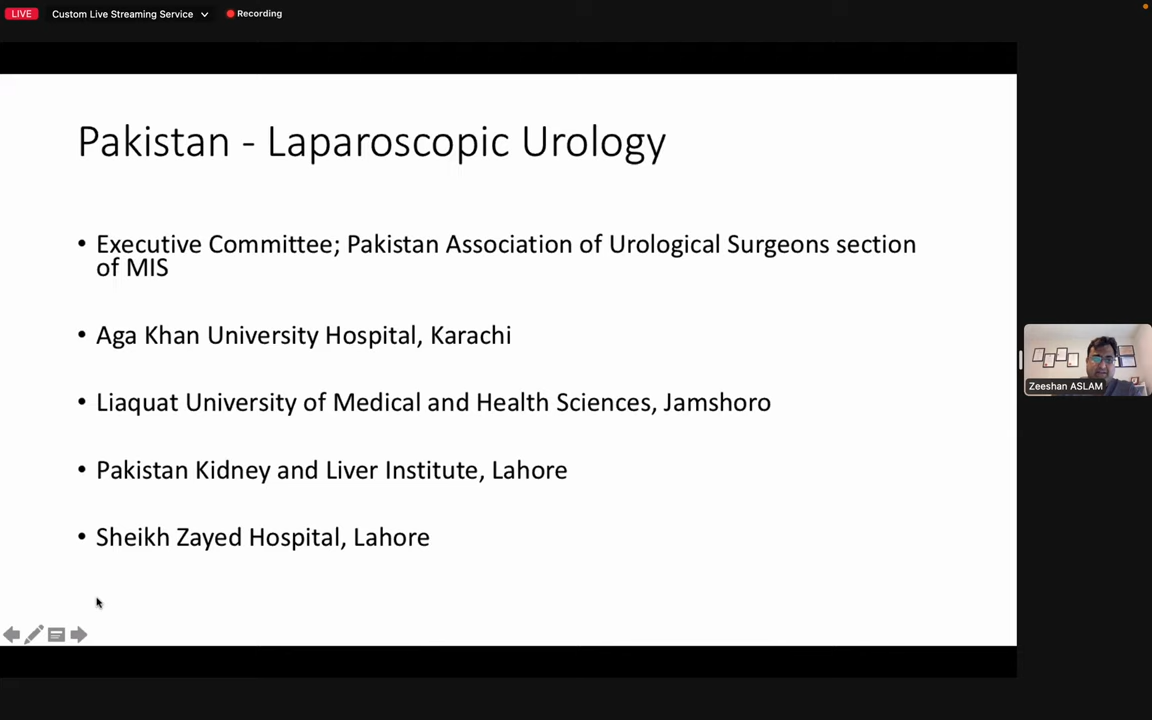 LIVE
Custom Live Streaming Service
Recording
Pakistan - Laparoscopic Urology
• Executive Committee; Pakistan Association of Urological Surgeons section
of MIS
• Aga Khan University Hospital, Karachi
• Liaquat University of Medical and Health Sciences, Jamshoro
• Pakistan Kidney and Liver Institute, Lahore
• Sheikh Zayed Hospital, Lahore
Zeeshan ASLAM